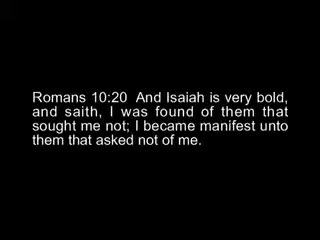 Romans 10:20 And Isaiah is very bold,
and saith, I was found of them that
sought me not; I became manifest unto
them that asked not of me.